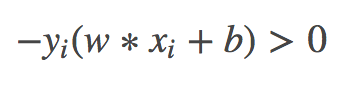 −yᵢ(w ∗ xᵢ + b) > 0